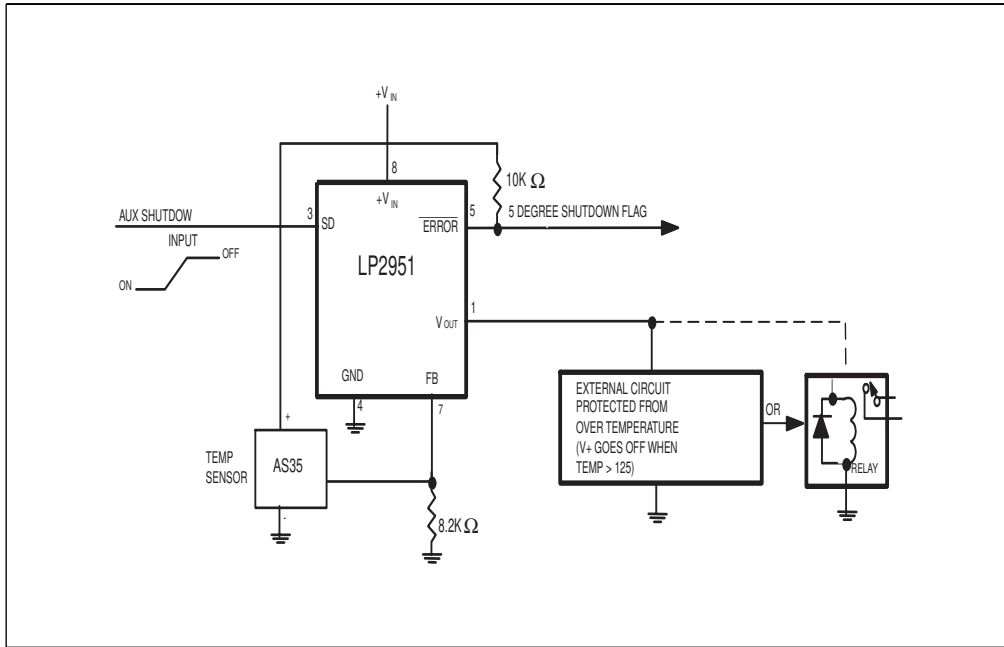 +V IN
8
10K Ω
+V IN
3
5
AUX SHUTDOW
SD
ERROR
5 DEGREE SHUTDOWN FLAG
INPUT
OFF
LP2951
ON
1
V OUT
GND
FB
4
7
EXTERNAL CIRCUIT
PROTECTED FROM
OVER TEMPERATURE
(V+ GOES OFF WHEN
TEMP > 125)
OR
RELAY
+
TEMP
SENSOR
AS35
-
8.2K Ω